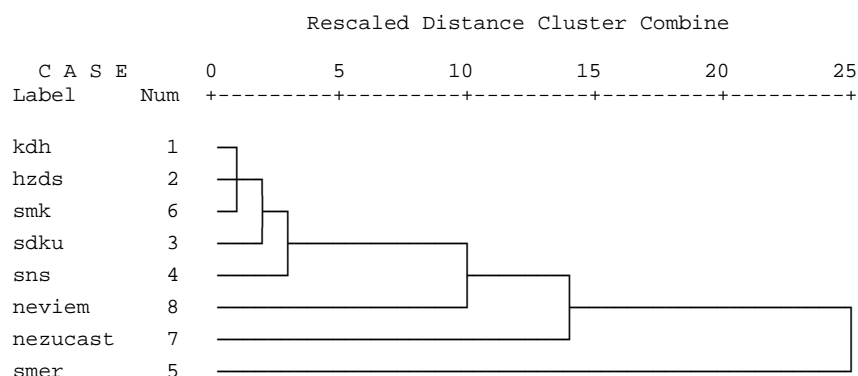 Rescaled Distance Cluster Combine
C A S E 0 5 10 15 20 25
Label Num +---------+---------+---------+---------+---------+
kdh 1
hzds 2
smk 6
sdku 3
sns 4
neviem 8
nezucast 7
smer 5